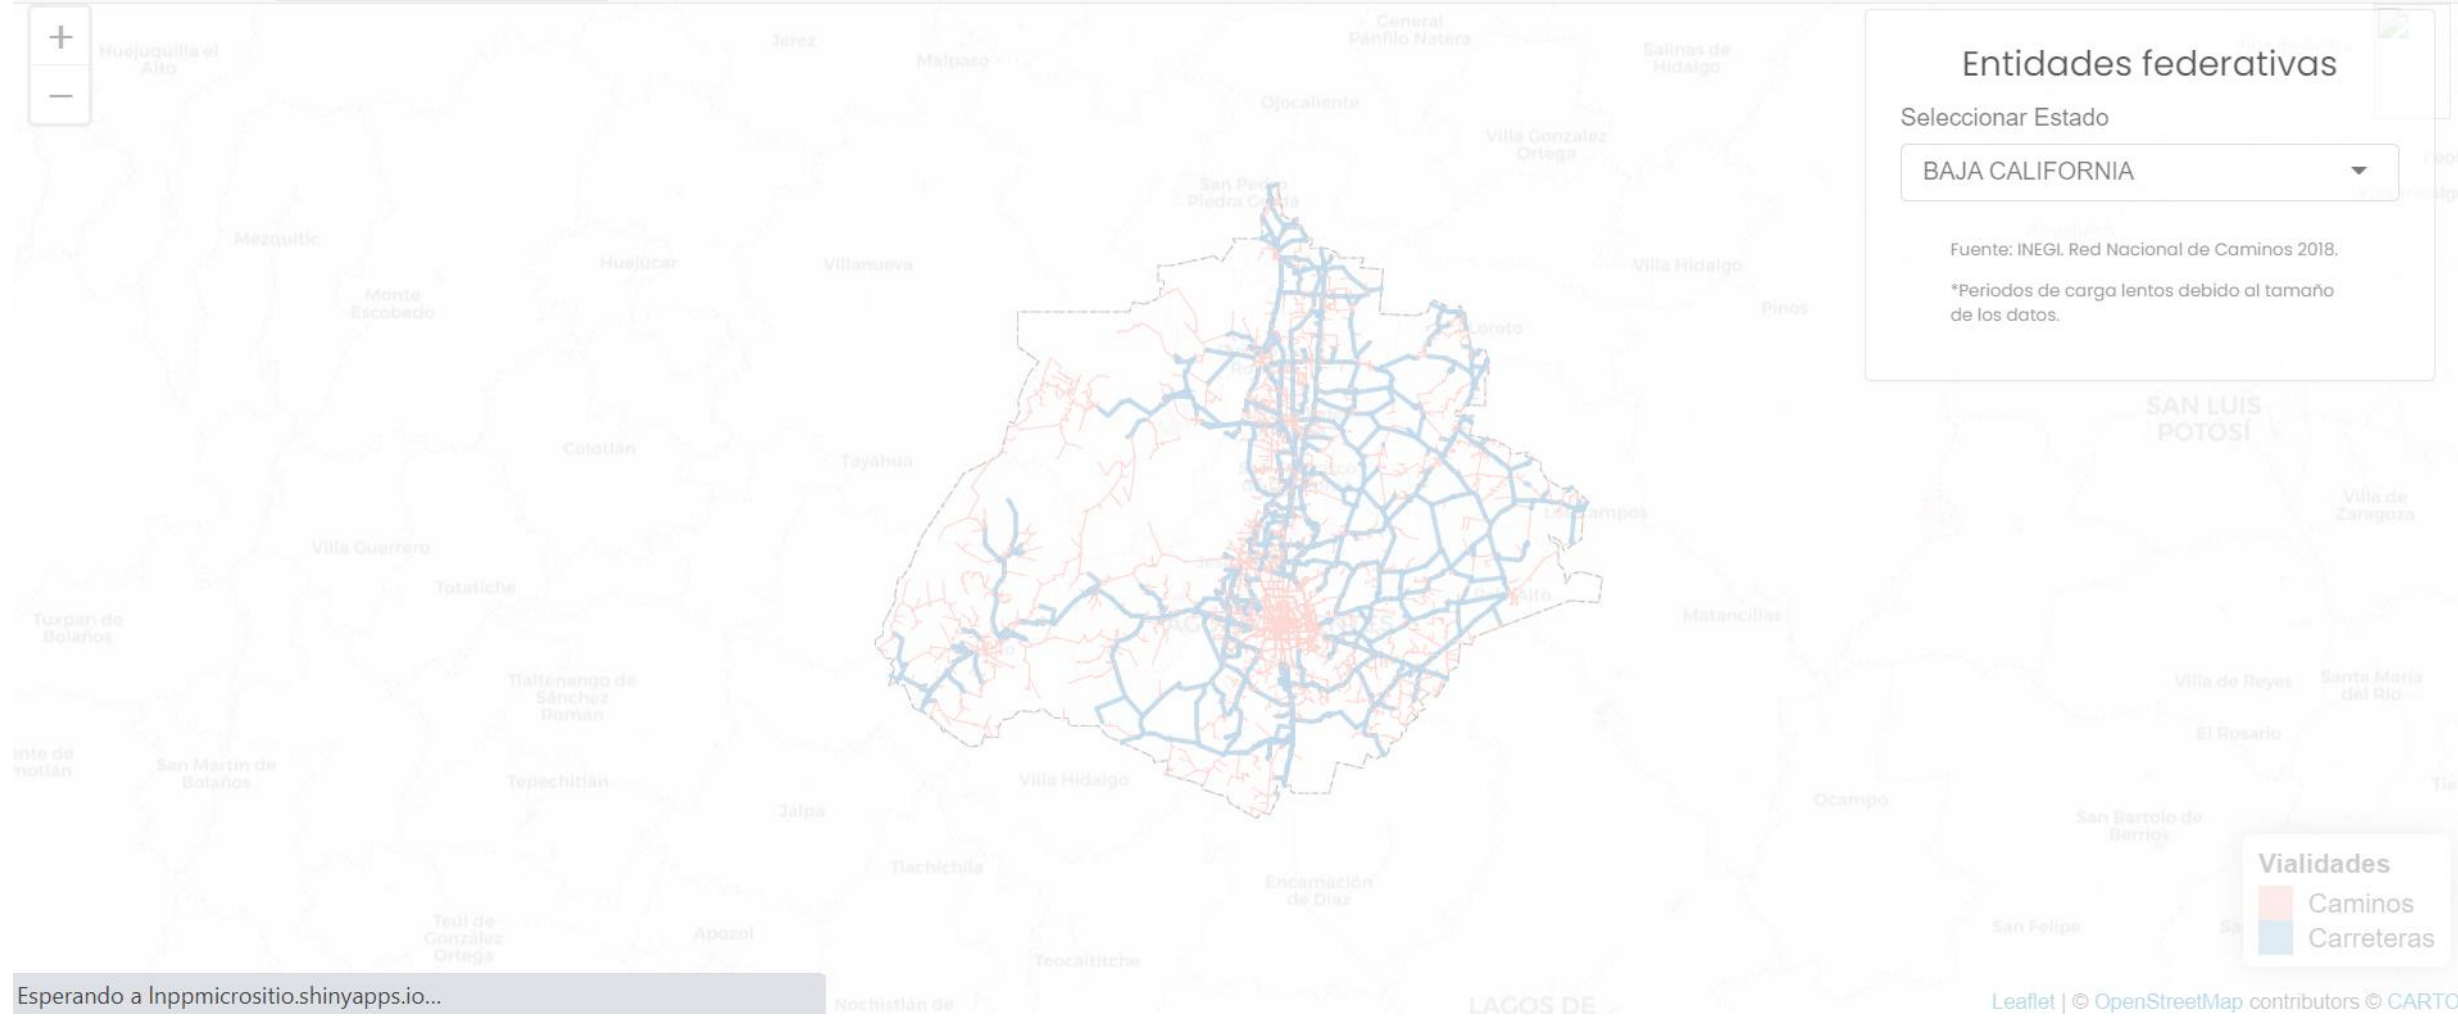 +
−
Huejuquilla el
Alto
Jerez
Malpaso
General
Pánfilo Natera
Salinas de
Hidalgo
Ojocaliente
Villa González
Ortega
San Pedro
Piedra Gorda
Mezquitic
Huejúcar
Villanueva
Villa Hidalgo
Monte
Escobedo
Pinos
Loreto
Entidades federativas
Seleccionar Estado
BAJA CALIFORNIA
Fuente: INEGI. Red Nacional de Caminos 2018.
*Periodos de carga lentos debido al tamaño
de los datos.
SAN LUIS
POTOSÍ
Colotlán
Tayahua
Villa de
Zaragoza
Villa Guerrero
Totatiche
Matancillas
Tuxpan de
Bolaños
Tlaltenango de
Sánchez
Román
Villa de Reyes
Santa María
del Río
El Rosario
San Martín de
Bolaños
Tepechitlán
Villa Hidalgo
Jalpa
Ocampo
San Bartolo de
Berrios
Tlachichila
Encarnación
de Díaz
Teúl de
González
Ortega
Apozol
Teocaltitche
San Felipe
Vialidades
Caminos
Carreteras
Nochistlán de
LAGOS DE
Esperando a lnppmicrositio.shinyapps.io...
Leaflet | © OpenStreetMap contributors © CARTO